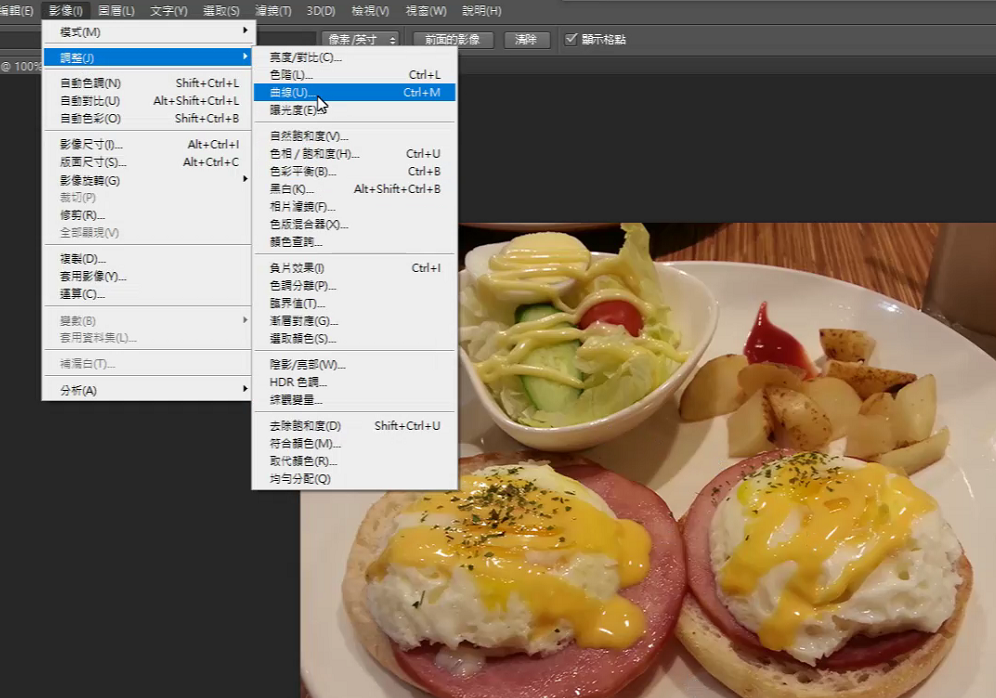 編輯(E) 影像(I) 圖層(L) 文字(Y) 選取(S) 濾鏡(T) 3D(D) 檢視(V) 視窗(W) 說明(H)
像素/英寸 前面的影像 清除 顯示格點
@ 100%
模式(M)
調整(J)
自動色調(N) Shift+Ctrl+L
自動對比(U) Alt+Shift+Ctrl+L
自動色彩(O) Shift+Ctrl+B
影像尺寸(I)... Alt+Ctrl+I
版面尺寸(S)... Alt+Ctrl+C
影像旋轉(G)
裁切(P)
修剪(R)...
全部顯現(V)
複製(D)...
套用影像(Y)...
運算(C)...
變數(B)
套用資料集(L)...
補漏白(T)...
分析(A)
亮度/對比(C)...
色階(L)... Ctrl+L
曲線(U)... Ctrl+M
曝光度(E)...
自然飽和度(V)...
色相 / 飽和度(H)... Ctrl+U
色彩平衡(B)... Ctrl+B
黑白(K)... Alt+Shift+Ctrl+B
相片濾鏡(F)...
色版混合器(X)...
顏色查詢...
負片效果(I) Ctrl+I
色調分離(P)...
臨界值(T)...
漸層對應(G)...
選取顏色(S)...
陰影/亮部(W)...
HDR 色調...
綜觀變量...
去除飽和度(D) Shift+Ctrl+U
符合顏色(M)...
取代顏色(R)...
均勻分配(Q)